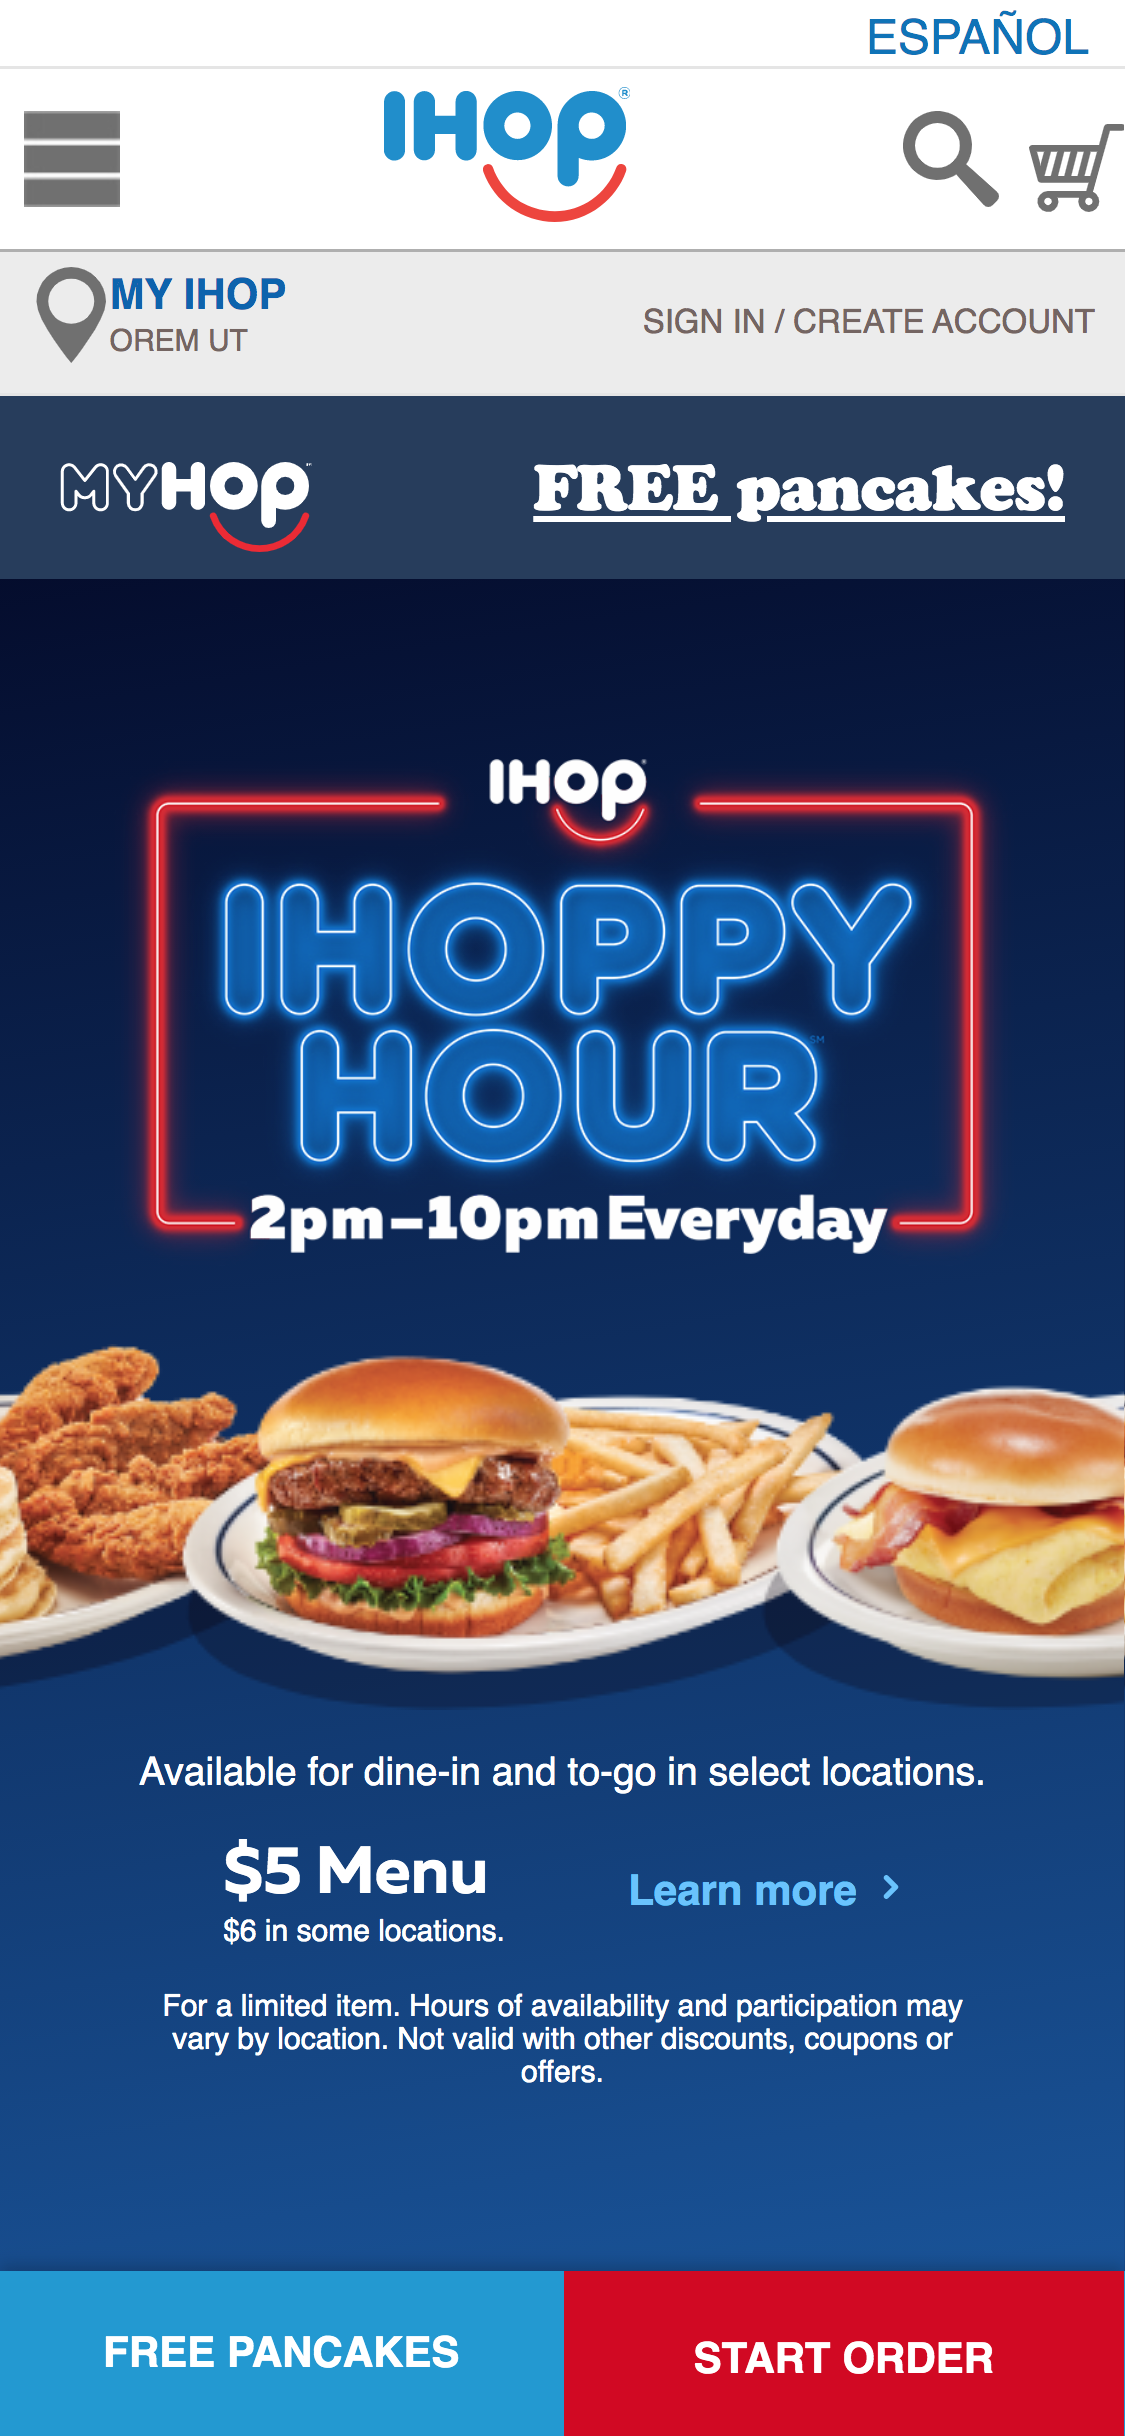 ESPAÑOL
IHOP®
MY IHOP
OREM UT
SIGN IN / CREATE ACCOUNT
MYHOP
FREE pancakes!
IHOP
IHOPPY
HOUR SM
2pm–10pm Everyday
Available for dine-in and to-go in select locations.
$5 Menu
$6 in some locations.
Learn more
For a limited item. Hours of availability and participation may
vary by location. Not valid with other discounts, coupons or
offers.
FREE PANCAKES
START ORDER